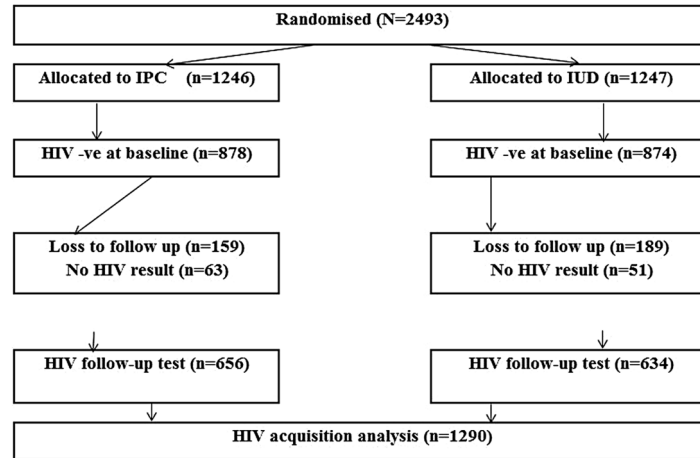 Randomised (N=2493)
Allocated to IPC (n=1246)
Allocated to IUD (n=1247)
HIV -ve at baseline (n=878)
HIV -ve at baseline (n=874)
Loss to follow up (n=159)
No HIV result (n=63)
Loss to follow up (n=189)
No HIV result (n=51)
HIV follow-up test (n=656)
HIV follow-up test (n=634)
HIV acquisition analysis (n=1290)